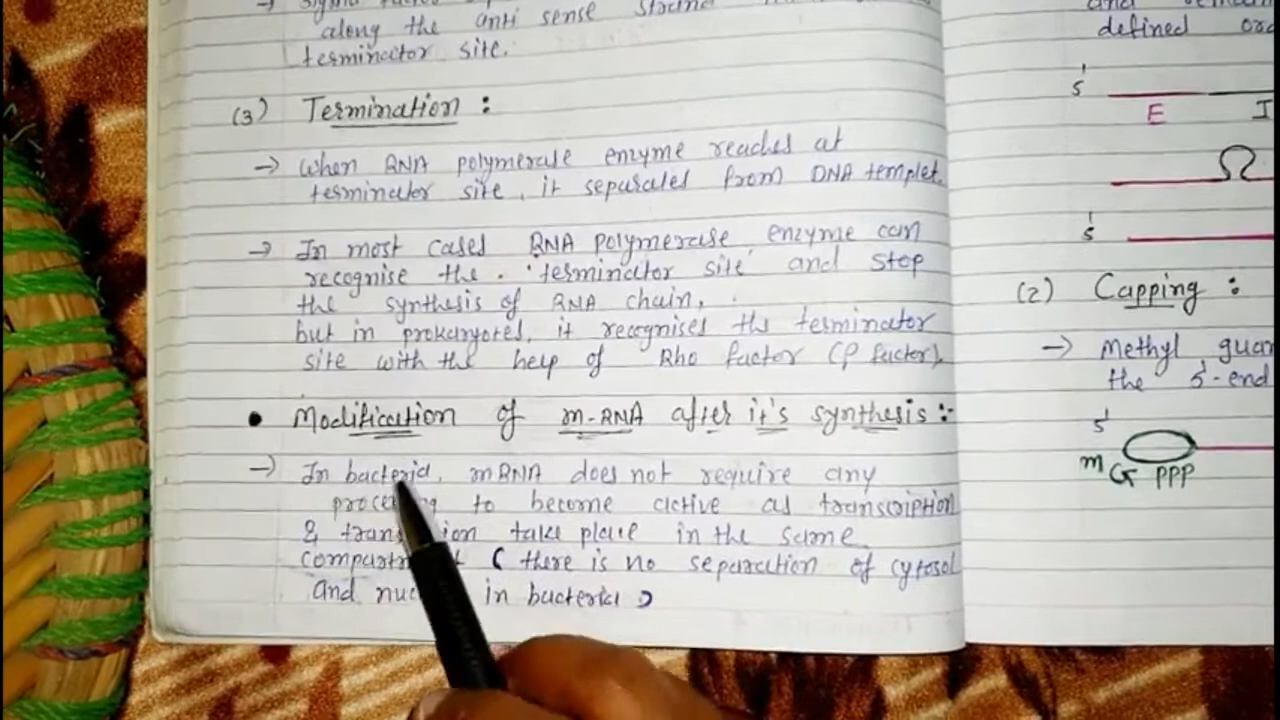 along the anti sense strand
terminator site.
(3) Termination :
→ When RNA polymerase enzyme reaches at
terminator site, it separates from DNA templet.
→ In most cases RNA polymerase enzyme can
recognise the 'terminator site' and stop
the synthesis of RNA chain,
but in prokaryotes, it recognises the terminator
site with the help of Rho factor (ρ factor).
• Modification of m-RNA after it's synthesis :-
→ In bacteria, mRNA does not require any
to become active as transcription
& take place in the same
( there is no separation of cytosol
and in bacteria )
defined
5'
E I
5'
(2) Capping :
→ Methyl
the 5'-end
5'
m G PPP